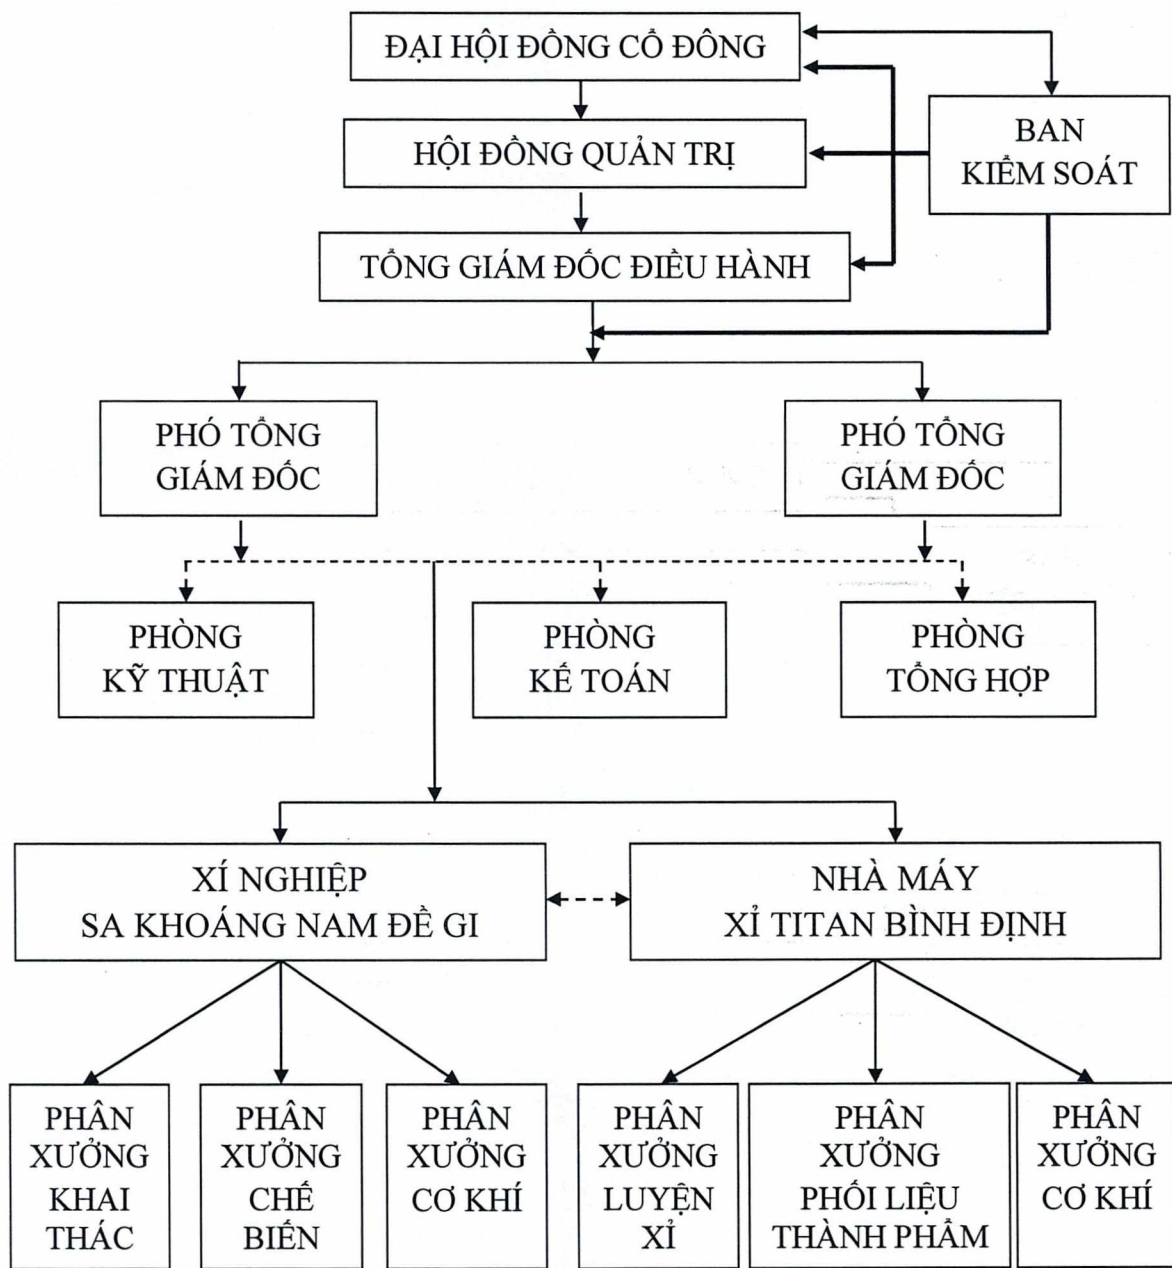 ĐẠI HỘI ĐỒNG CỔ ĐÔNG
HỘI ĐỒNG QUẢN TRỊ
BAN
KIỂM SOÁT
TỔNG GIÁM ĐỐC ĐIỀU HÀNH
PHÓ TỔNG
GIÁM ĐỐC
PHÓ TỔNG
GIÁM ĐỐC
PHÒNG
KỸ THUẬT
PHÒNG
KẾ TOÁN
PHÒNG
TỔNG HỢP
XÍ NGHIỆP
SA KHOÁNG NAM ĐỀ GI
NHÀ MÁY
XỈ TITAN BÌNH ĐỊNH
PHÂN
XƯỞNG
KHAI
THÁC
PHÂN
XƯỞNG
CHẾ
BIẾN
PHÂN
XƯỞNG
CƠ KHÍ
PHÂN
XƯỞNG
LUYỆN
XỈ
PHÂN
XƯỞNG
PHỐI LIỆU
THÀNH PHẨM
PHÂN
XƯỞNG
CƠ KHÍ